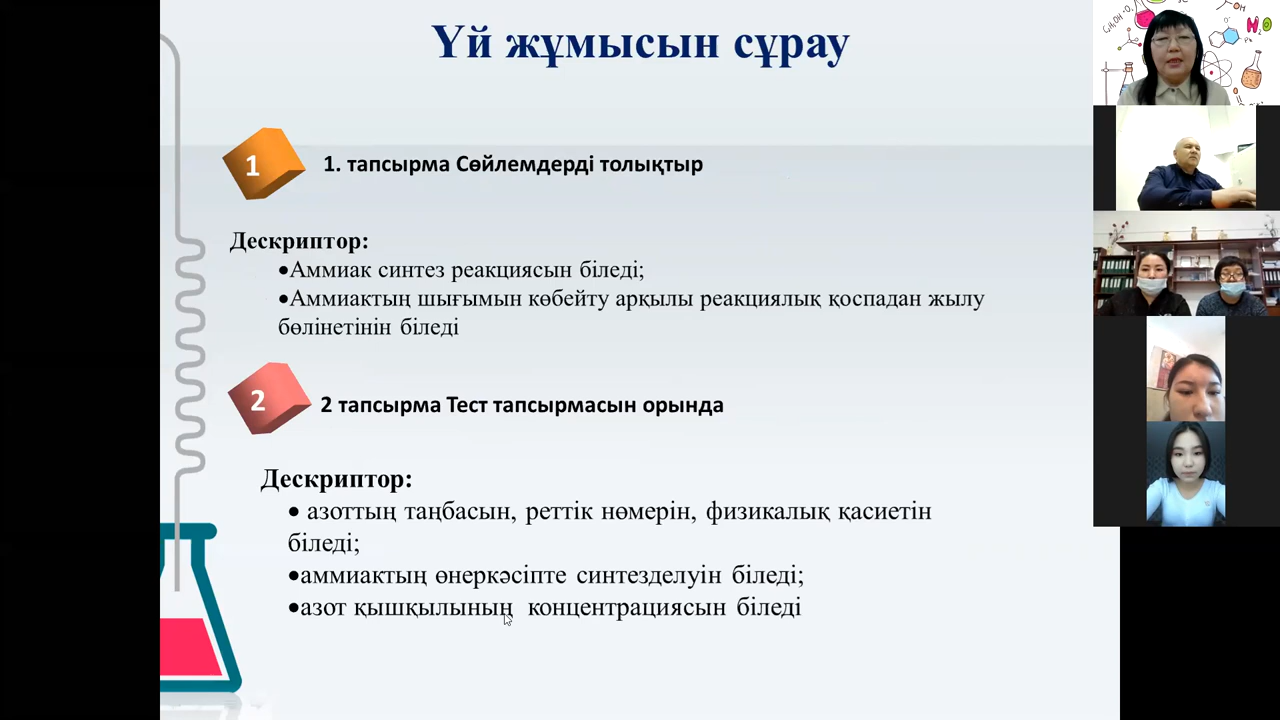 Үй жұмысын сұрау
1
1. тапсырма Сөйлемдерді толықтыр
Дескриптор:
•Аммиак синтез реакциясын біледі;
•Аммиактың шығымын көбейту арқылы реакциялық қоспадан жылу
бөлінетінін біледі
2
2 тапсырма Тест тапсырмасын орында
Дескриптор:
• азоттың таңбасын, реттік нөмерін, физикалық қасиетін
біледі;
•аммиактың өнеркәсіпте синтезделуін біледі;
•азот қышқылының концентрациясын біледі